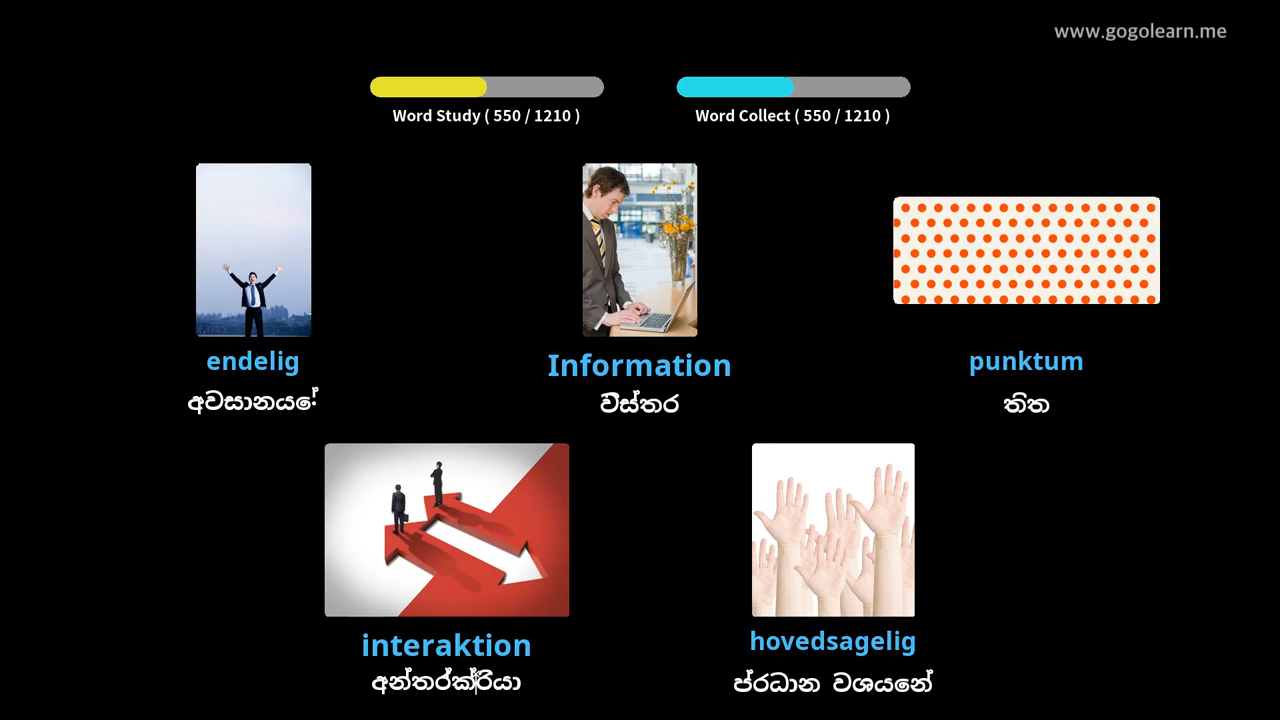 www.gogolearn.me
Word Study ( 550 / 1210 )
Word Collect ( 550 / 1210 )
endelig
අවසානයේ!
Information
විස්තර
punktum
තිත
interaktion
අන්තර්ක්රියා
hovedsagelig
ප්රධාන වශයෙන්